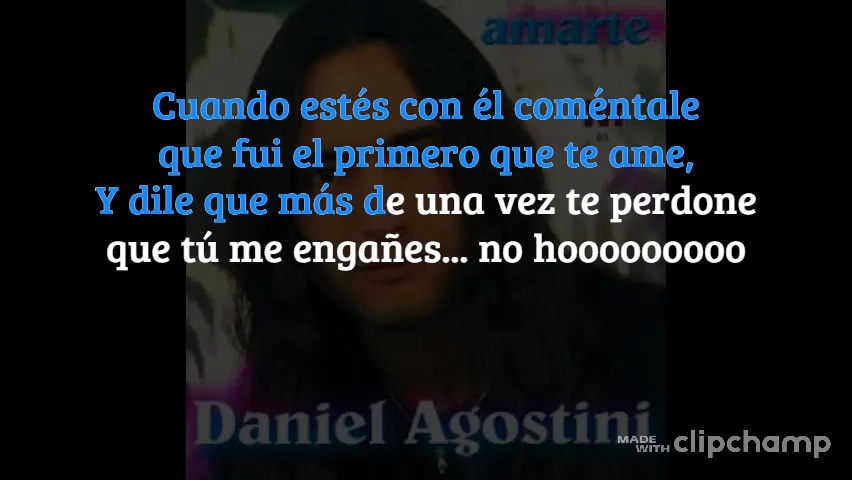 amarte
Cuando estés con él coméntale
que fui el primero que te ame,
Y dile que más de una vez te perdone
que tú me engañes... no hooooooooo
Daniel Agostini
MADE WITH clipchamp